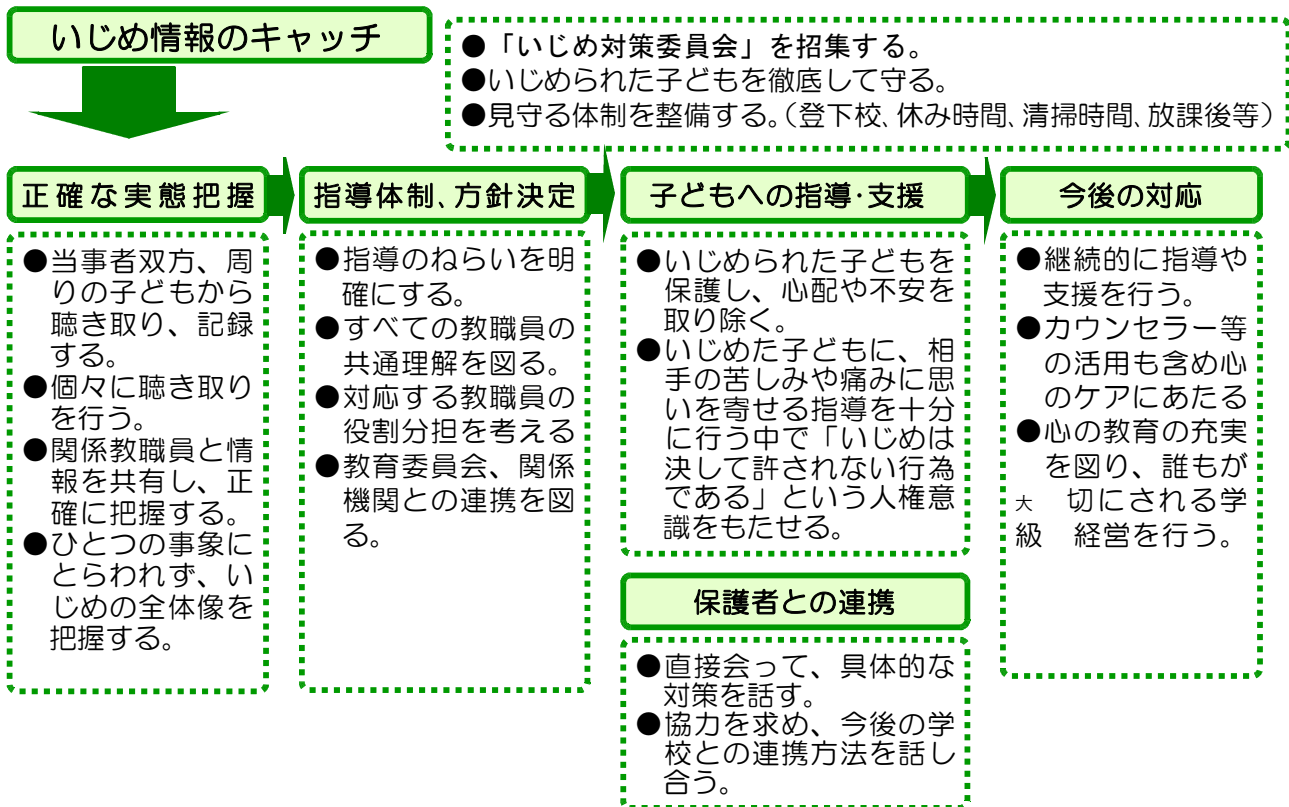 いじめ情報のキャッチ
●「いじめ対策委員会」を招集する。
●いじめられた子どもを徹底して守る。
●見守る体制を整備する。（登下校、休み時間、清掃時間、放課後等）
正確な実態把握
●当事者双方、周
りの子どもから
聴き取り、記録
する。
●個々に聴き取り
を行う。
●関係教職員と情
報を共有し、正
確に把握する。
●ひとつの事象に
とらわれず、い
じめの全体像を
把握する。
指導体制、方針決定
●指導のねらいを明
確にする。
●すべての教職員の
共通理解を図る。
●対応する教職員の
役割分担を考える
●教育委員会、関係
機関との連携を図
る。
子どもへの指導・支援
●いじめられた子どもを
保護し、心配や不安を
取り除く。
●いじめた子どもに、相
手の苦しみや痛みに思
いを寄せる指導を十分
に行う中で「いじめは
決して許されない行為
である」という人権意
識をもたせる。
保護者との連携
●直接会って、具体的な
対策を話す。
●協力を求め、今後の学
校との連携方法を話し
合う。
今後の対応
●継続的に指導や
支援を行う。
●カウンセラー等
の活用も含め心
のケアにあたる
●心の教育の充実
を図り、誰もが
大　切にされる学
級　経営を行う。